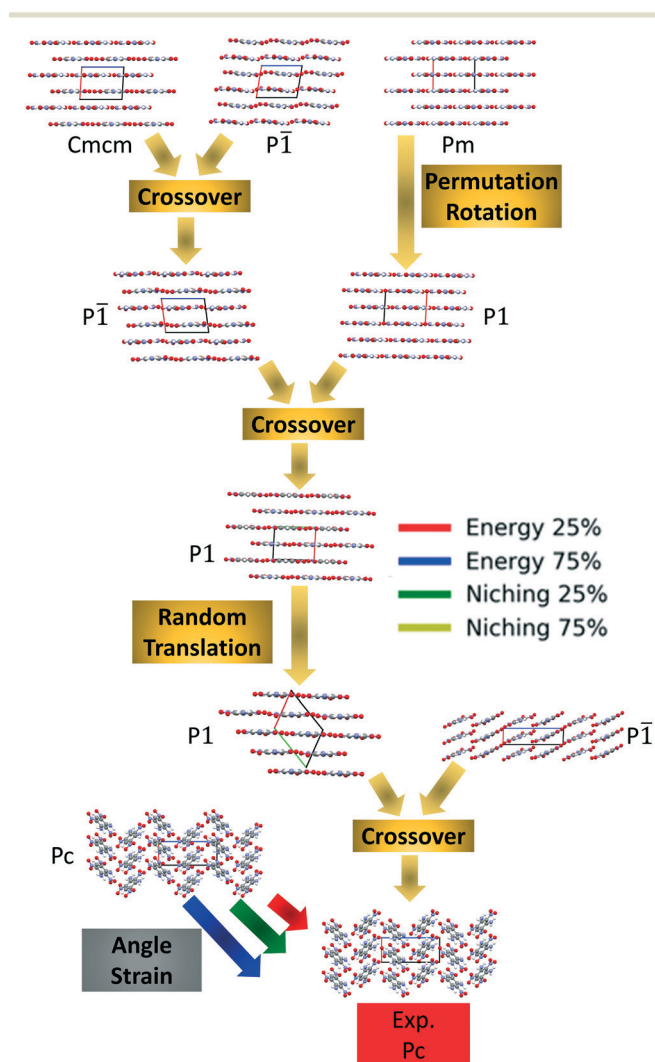 Cmcm
P1̅
Pm
Crossover
Permutation
Rotation
P1̅
P1
Crossover
P1
Energy 25%
Energy 75%
Niching 25%
Niching 75%
Random
Translation
P1
P1̅
Crossover
Pc
Angle
Strain
Exp.
Pc